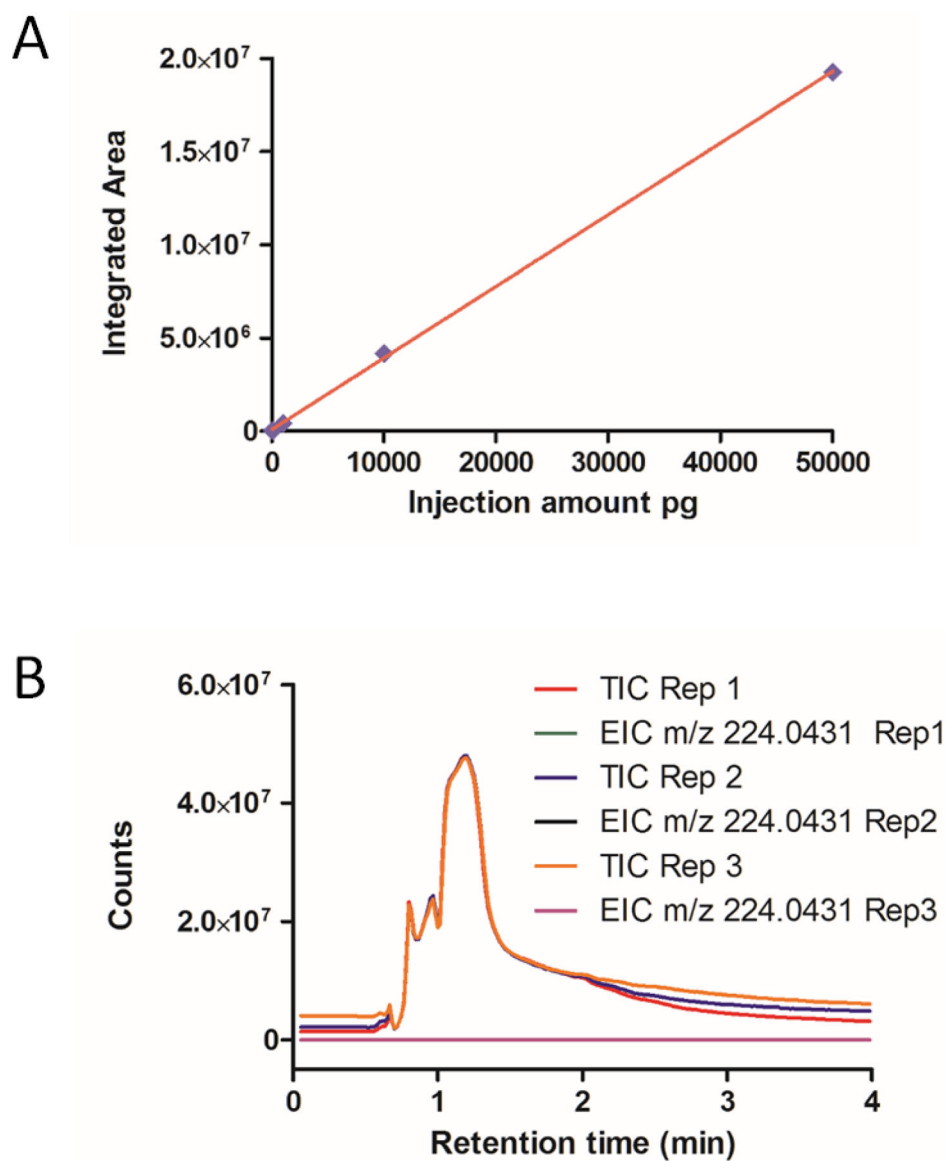 A
2.0×10⁷
1.5×10⁷
1.0×10⁷
5.0×10⁶
0
Integrated Area
0 10000 20000 30000 40000 50000
Injection amount pg
B
6.0×10⁷
4.0×10⁷
2.0×10⁷
0
Counts
TIC Rep 1
EIC m/z 224.0431 Rep1
TIC Rep 2
EIC m/z 224.0431 Rep2
TIC Rep 3
EIC m/z 224.0431 Rep3
0 1 2 3 4
Retention time (min)